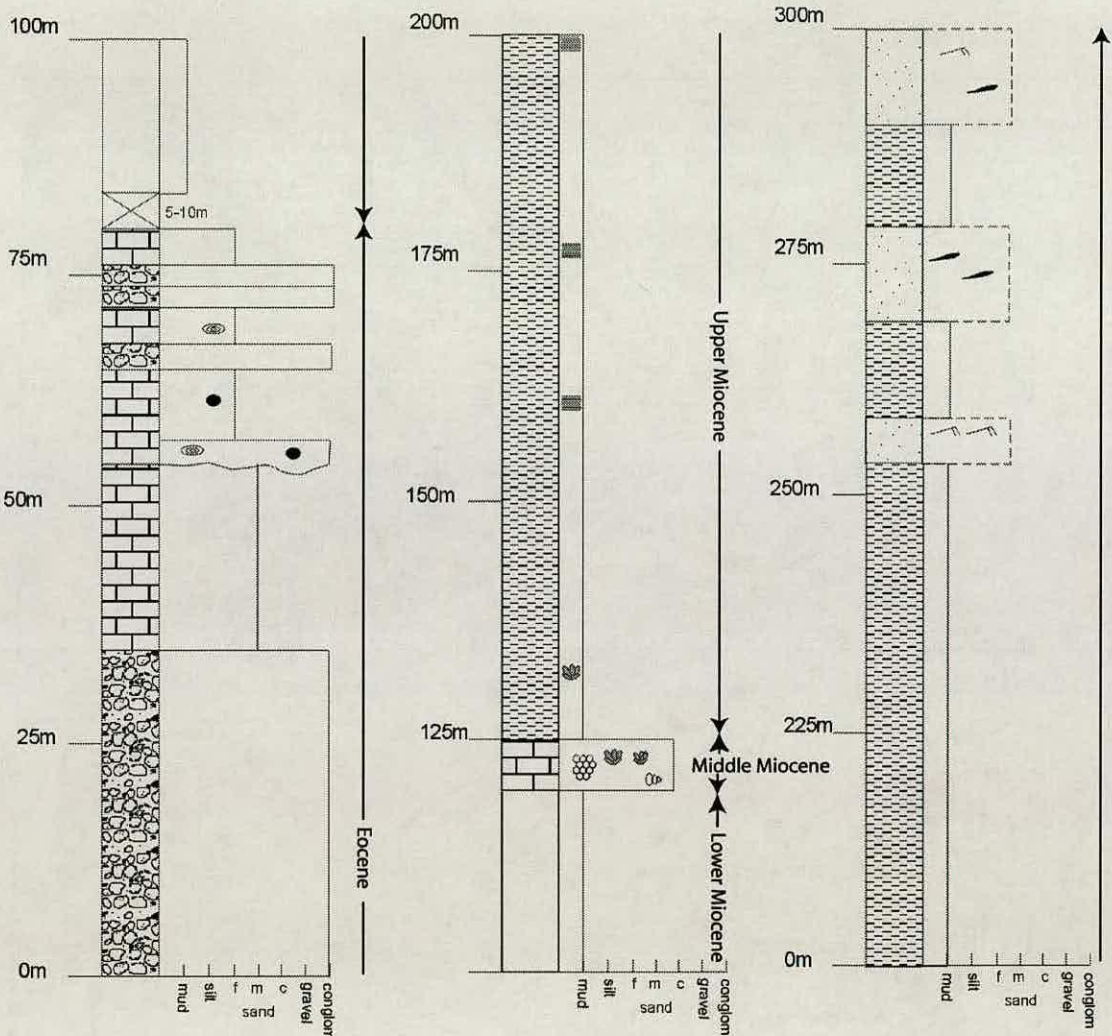 100m
5-10m
75m
50m
25m
0m
Eocene
mud
silt
f m c
sand
gravel
conglom
200m
175m
150m
125m
Upper Miocene
Middle Miocene
Lower Miocene
mud
silt
f m c
sand
gravel
conglom
300m
275m
250m
225m
0m
mud
silt
f m c
sand
gravel
conglom